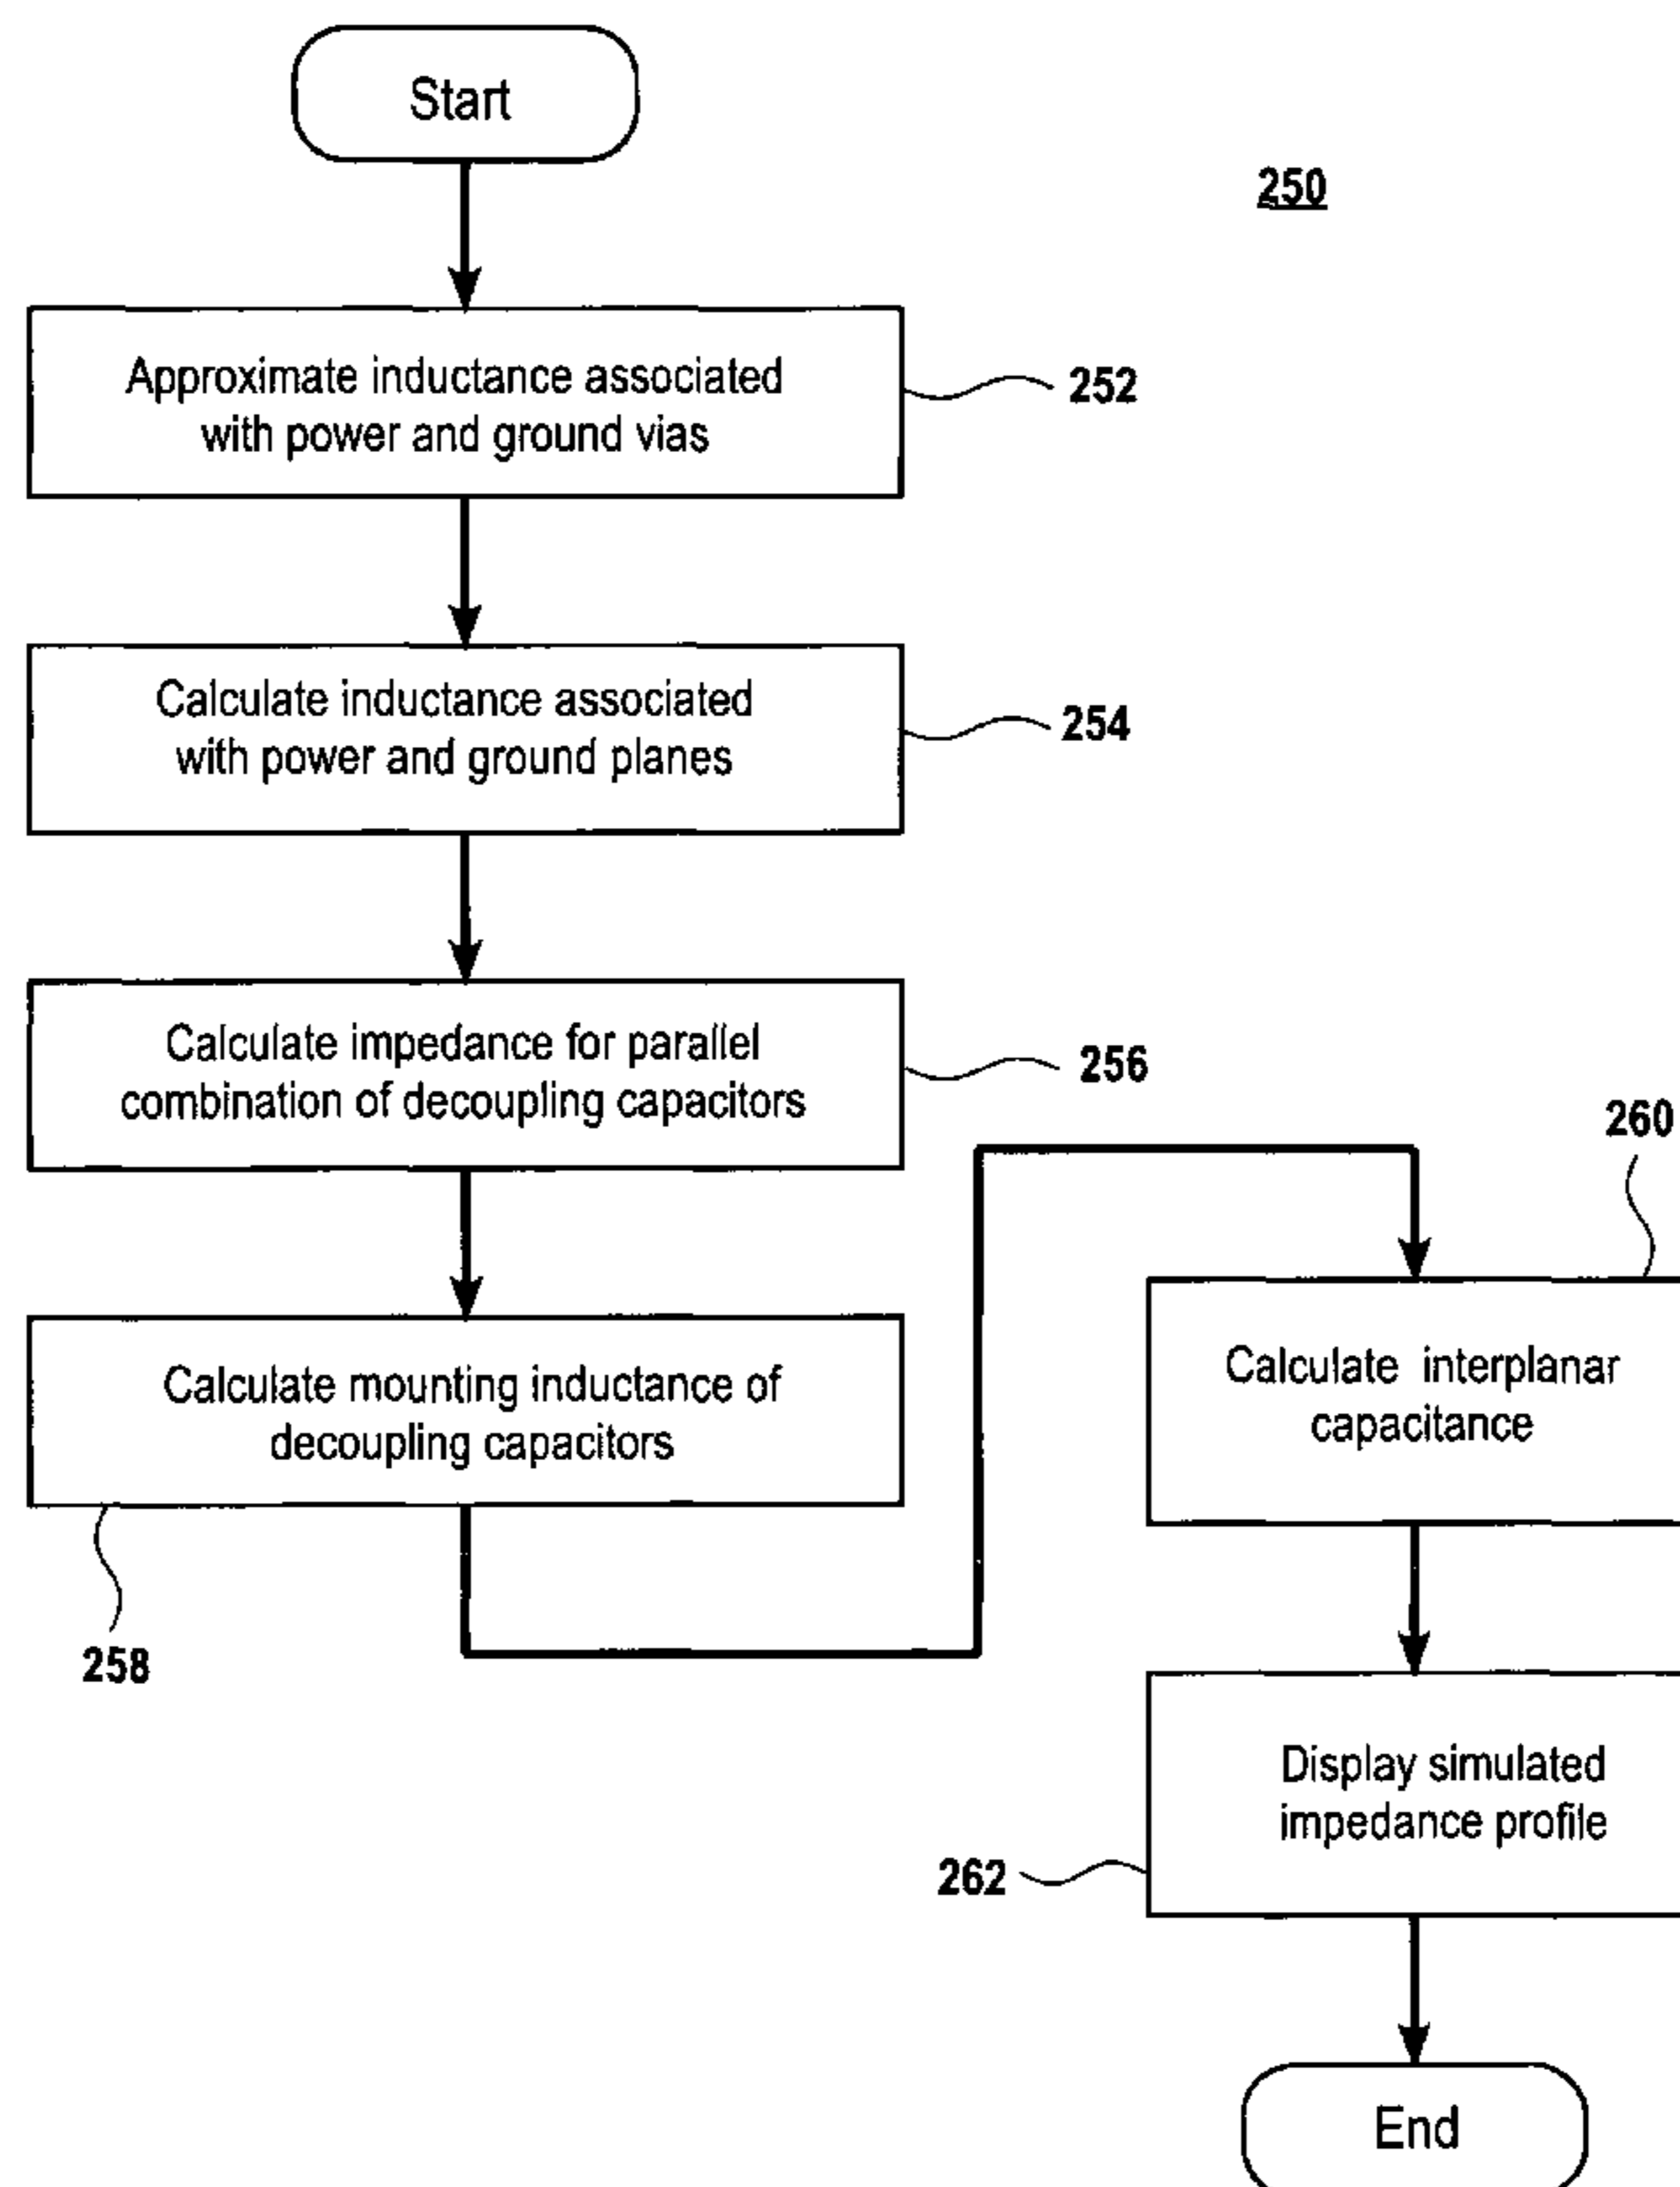 Start
250
Approximate inductance associated
with power and ground vias
252
Calculate inductance associated
with power and ground planes
254
Calculate impedance for parallel
combination of decoupling capacitors
256
Calculate mounting inductance of
decoupling capacitors
258
260
Calculate interplanar
capacitance
Display simulated
impedance profile
262
End